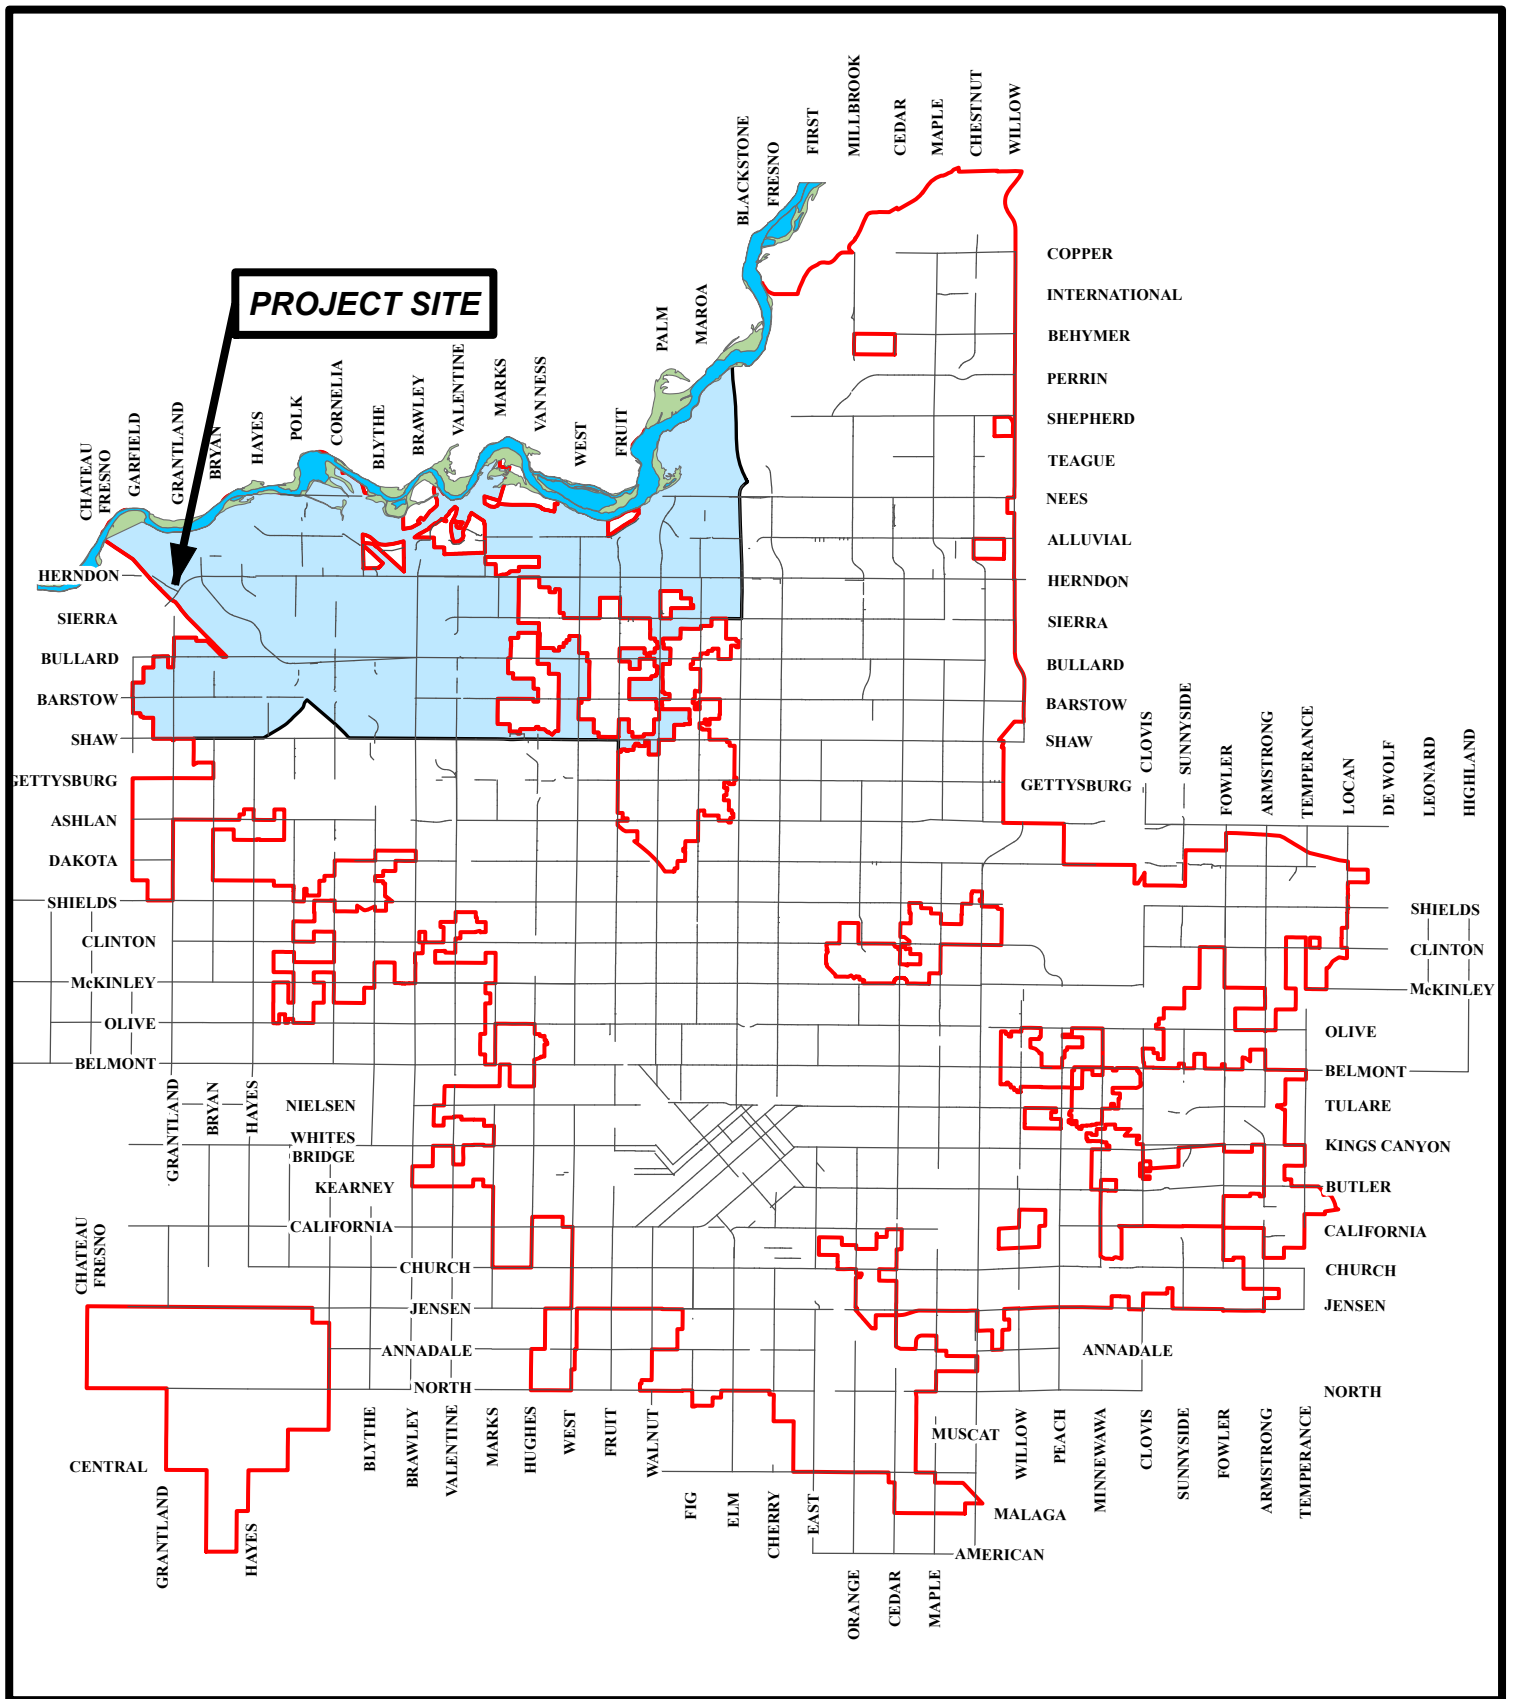 MILLBROOK
CEDAR
MAPLE
CHESTNUT
WILLOW
FIRST
BLACKSTONE
FRESNO
COPPER
INTERNATIONAL
BEHYMER
PERRIN
SHEPHERD
TEAGUE
NEES
ALLUVIAL
HERNDON
SIERRA
BULLARD
BARSTOW
SHAW
GETTYSBURG
PROJECT SITE
PALM
MAROA
CHATEAU
FRESNO
GARFIELD
GRANTLAND
BRYAN
HAYES
POLK
CORNELIA
BLYTHE
BRAWLEY
VALENTINE
MARKS
VAN NESS
WEST
FRUIT
HERNDON
SIERRA
BULLARD
BARSTOW
SHAW
GETTYSBURG
ASHLAN
DAKOTA
SHIELDS
CLINTON
McKINLEY
OLIVE
BELMONT
CLOVIS
SUNNYSIDE
FOWLER
ARMSTRONG
TEMPERANCE
LOCAN
DE WOLF
LEONARD
HIGHLAND
SHIELDS
CLINTON
McKINLEY
OLIVE
BELMONT
TULARE
KINGS CANYON
BUTLER
CALIFORNIA
CHURCH
JENSEN
ANNADALE
NORTH
GRANTLAND
BRYAN
HAYES
NIELSEN
WHITES
BRIDGE
KEARNEY
CALIFORNIA
CHURCH
JENSEN
ANNADALE
NORTH
CHATEAU
FRESNO
CENTRAL
GRANTLAND
HAYES
BLYTHE
BRAWLEY
VALENTINE
MARKS
HUGHES
WEST
FRUIT
WALNUT
FIG
ELM
CHERRY
EAST
ORANGE
CEDAR
MAPLE
MUSCAT
MALAGA
AMERICAN
WILLOW
PEACH
MINNEWAWA
CLOVIS
SUNNYSIDE
FOWLER
ARMSTRONG
TEMPERANCE